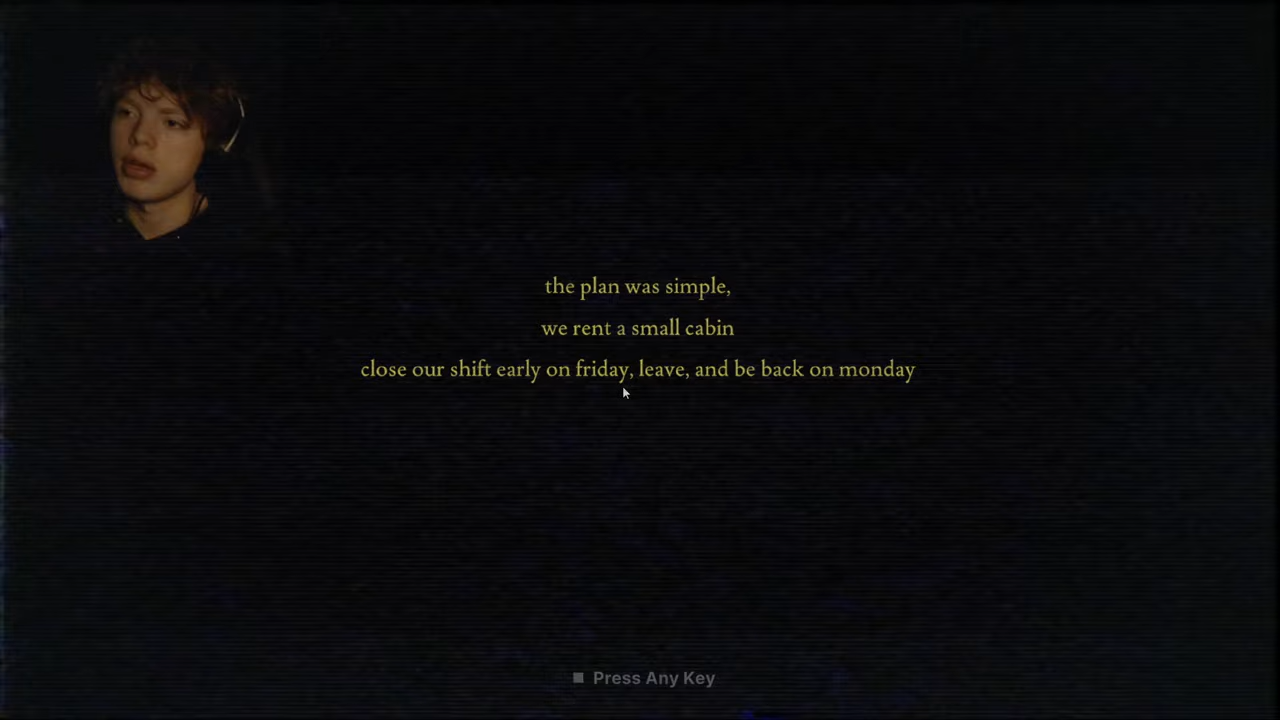 the plan was simple,
we rent a small cabin
close our shift early on friday, leave, and be back on monday
Press Any Key